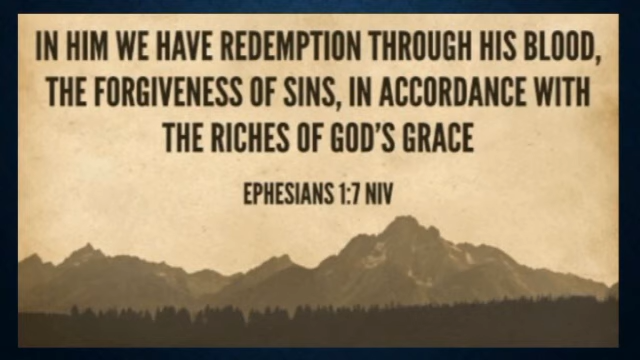 IN HIM WE HAVE REDEMPTION THROUGH HIS BLOOD,
THE FORGIVENESS OF SINS, IN ACCORDANCE WITH
THE RICHES OF GOD'S GRACE
EPHESIANS 1:7 NIV